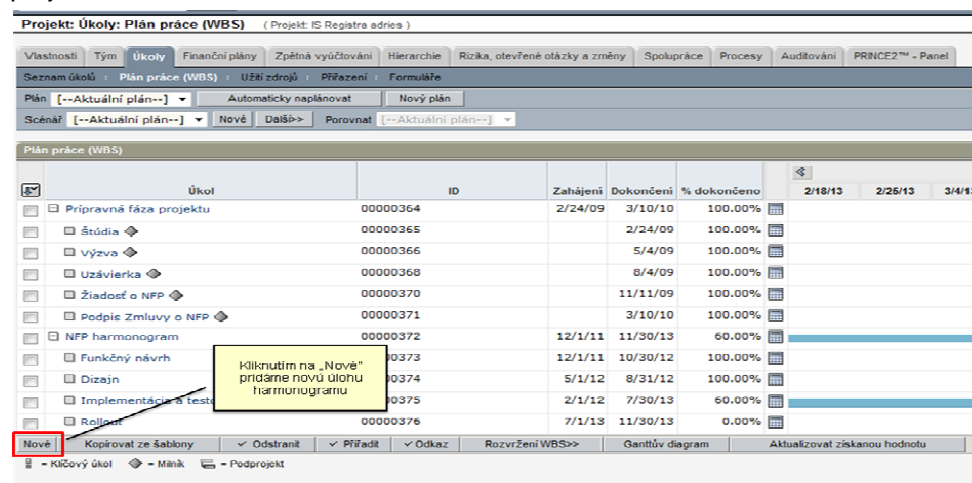 Projekt: Úkoly: Plán práce (WBS) ( Projekt: IS Registra adries )
Vlastnosti Tým Úkoly Finanční plány Zpětná vyúčtování Hierarchie Rizika, otevřené otázky a změny Spolupráce Procesy Auditování PRINCE2™ - Panel
Seznam úkolů Plán práce (WBS) Užití zdrojů Přiřazení Formuláře
Plán [--Aktuální plán--] Automaticky naplánovat Nový plán
Scénář [--Aktuální plán--] Nové Další>> Porovnat [--Aktuální plán--]
Plán práce (WBS)
Úkol ID Zahájení Dokončení % dokončeno 2/18/13 2/25/13 3/4/1
Prípravná fáza projektu 00000364 2/24/09 3/10/10 100.00%
Štúdia 00000365 2/24/09 100.00%
Výzva 00000366 5/4/09 100.00%
Uzávierka 00000368 8/4/09 100.00%
Žiadosť o NFP 00000370 11/11/09 100.00%
Podpis Zmluvy o NFP 00000371 3/10/10 100.00%
NFP harmonogram 00000372 12/1/11 11/30/13 60.00%
Funkčný návrh 0373 12/1/11 10/30/12 100.00%
Dizajn 0374 5/1/12 8/31/12 100.00%
Implementácia a testo 0375 2/1/12 7/30/13 60.00%
Rollout 00000376 7/1/13 11/30/13 0.00%
Kliknutím na „Nové"
pridáme novú úlohu
harmonogramu
Nové Kopírovat ze šablony Odstranit Přiřadit Odkaz Rozvržení WBS>> Ganttův diagram Aktualizovat získanou hodnotu
= Klíčový úkol = Milník = Podprojekt